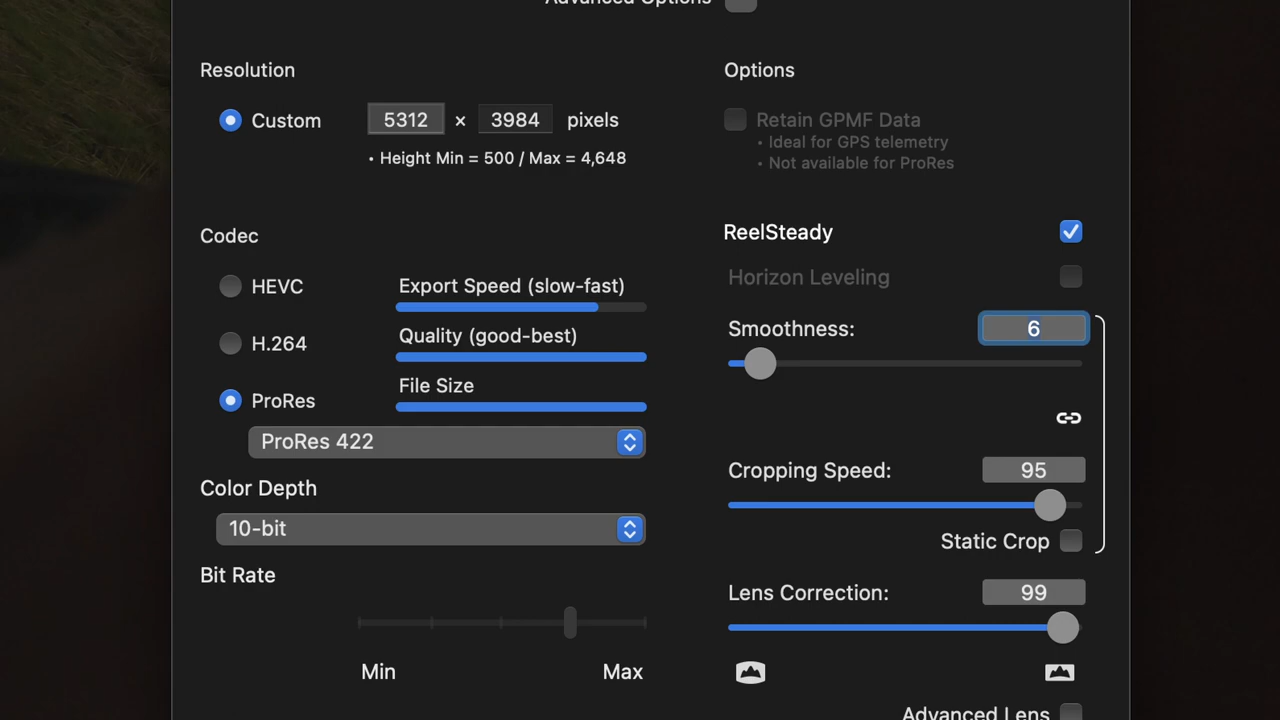 Advanced Options
Resolution
Custom 5312 × 3984 pixels
• Height Min = 500 / Max = 4,648
Codec
HEVC
Export Speed (slow-fast)
H.264
Quality (good-best)
ProRes
File Size
ProRes 422
Color Depth
10-bit
Bit Rate
Min Max
Options
Retain GPMF Data
• Ideal for GPS telemetry
• Not available for ProRes
ReelSteady
Horizon Leveling
Smoothness: 6
Cropping Speed: 95
Static Crop
Lens Correction: 99
Advanced Lens